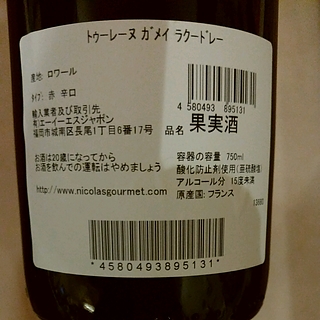 トゥーレーヌ ガメイ ラクードレー
産地: ロワール
タイプ: 赤 辛口
4 580493 895131
輸入業者及び取引先
㈲エーイーエスジャポン
福岡市城南区長尾1丁目6番17号
品名 果実酒
お酒は20歳になってから
お酒を飲んでの運転はやめましょう
容器の容量 750ml
酸化防止剤使用(亜硫酸塩)
アルコール分 15度未満
原産国: フランス
http://www.nicolasgourmet.com
*4580493895131*